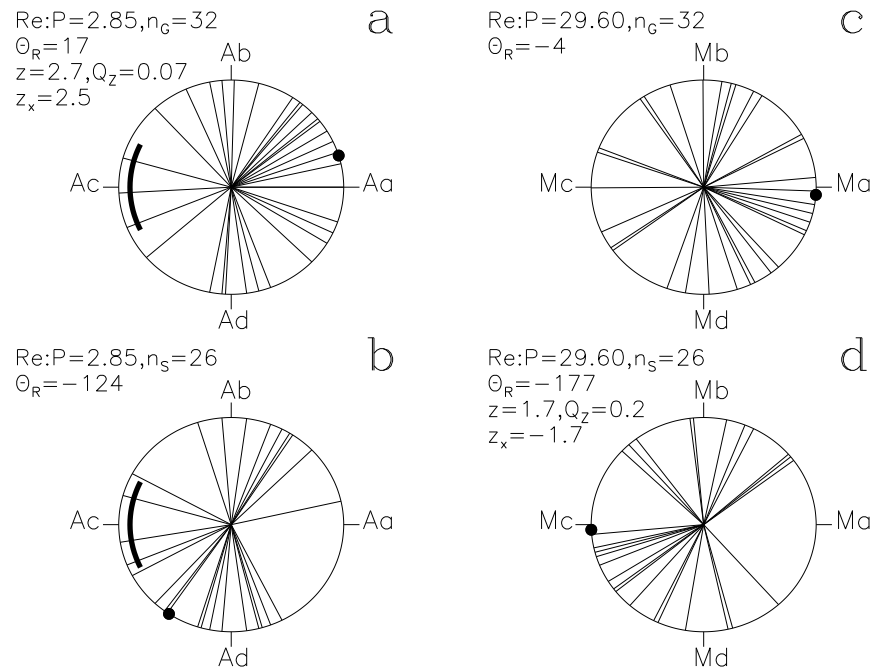 Re:P=2.85,n_G=32
a
Θ_R=17
z=2.7,Q_Z=0.07
z_x=2.5
Ab
Ac
Aa
Ad
Re:P=29.60,n_G=32
c
Θ_R=−4
Mb
Mc
Ma
Md
Re:P=2.85,n_S=26
b
Θ_R=−124
Ab
Ac
Aa
Ad
Re:P=29.60,n_S=26
d
Θ_R=−177
z=1.7,Q_Z=0.2
z_x=−1.7
Mb
Mc
Ma
Md